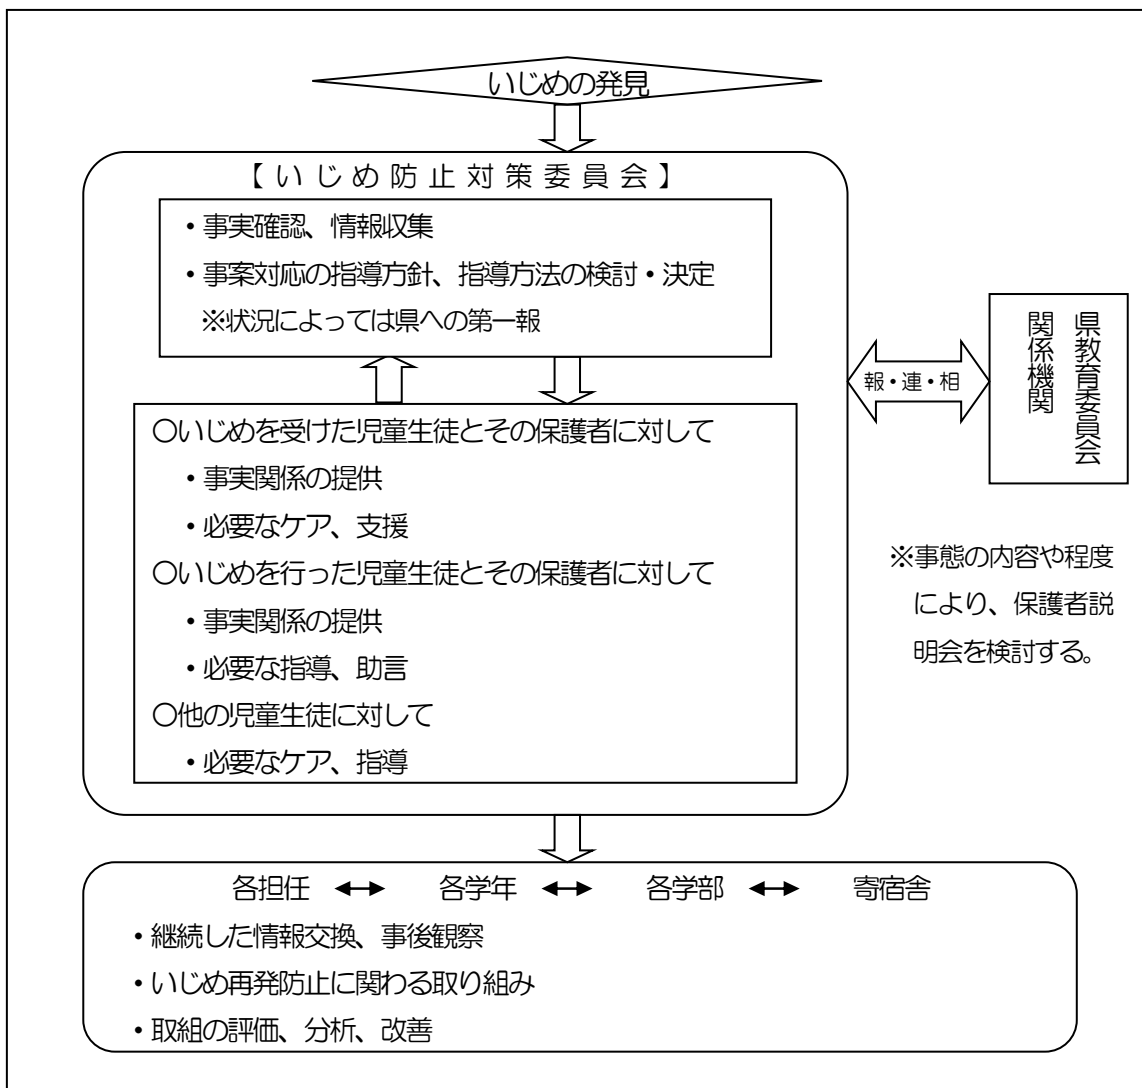 いじめの発見
【いじめ防止対策委員会】
・事実確認、情報収集
・事案対応の指導方針、指導方法の検討・決定
※状況によっては県への第一報
〇いじめを受けた児童生徒とその保護者に対して
・事実関係の提供
・必要なケア、支援
〇いじめを行った児童生徒とその保護者に対して
・事実関係の提供
・必要な指導、助言
〇他の児童生徒に対して
・必要なケア、指導
報・連・相
県教育委員会
関係機関
※事態の内容や程度
により、保護者説
明会を検討する。
各担任 各学年 各学部 寄宿舎
・継続した情報交換、事後観察
・いじめ再発防止に関わる取り組み
・取組の評価、分析、改善